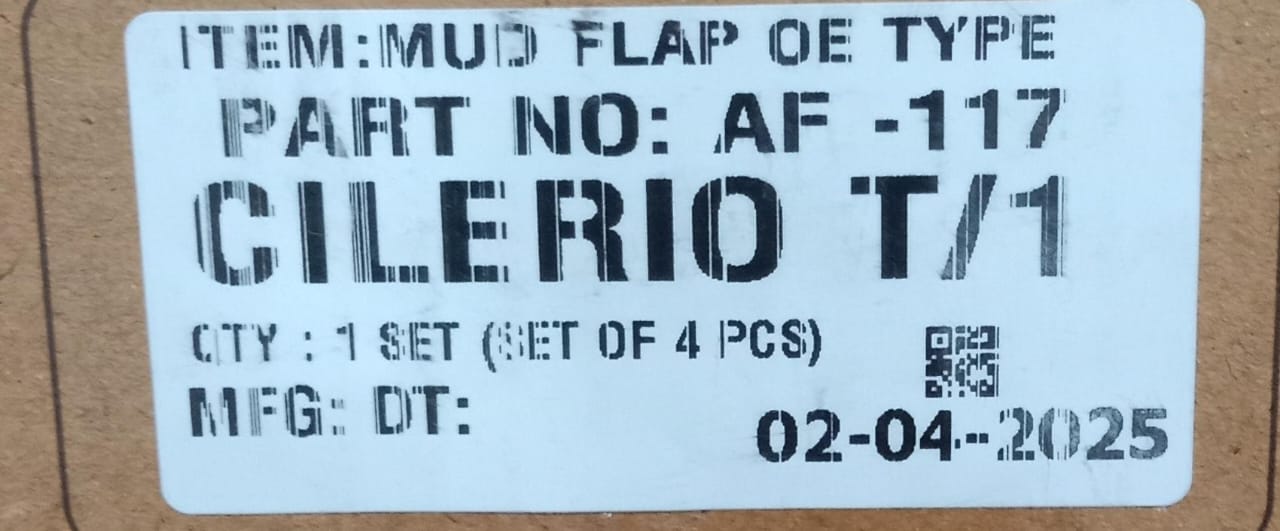 ITEM:MUD FLAP OE TYPE
PART NO: AF -117
CILERIO T/1
QTY : 1 SET (SET OF 4 PCS)
MFG: DT:
02-04-2025